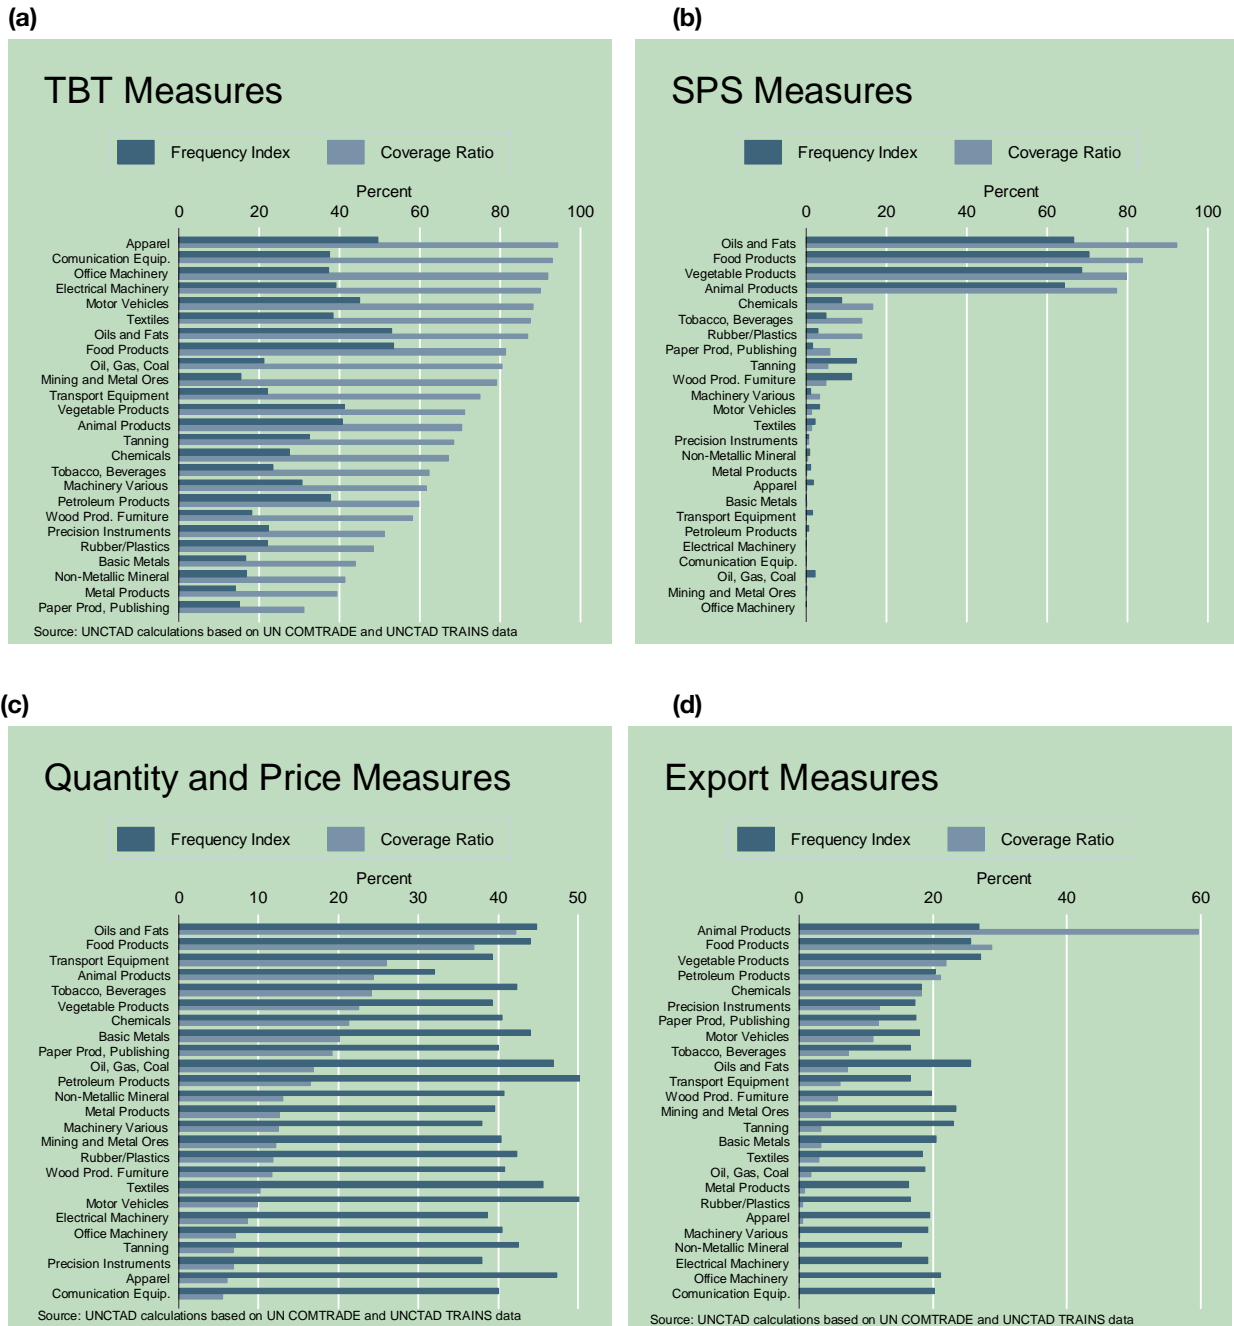 (a)
TBT Measures
Frequency Index Coverage Ratio
Percent
0 20 40 60 80 100
Apparel
Comunication Equip.
Office Machinery
Electrical Machinery
Motor Vehicles
Textiles
Oils and Fats
Food Products
Oil, Gas, Coal
Mining and Metal Ores
Transport Equipment
Vegetable Products
Animal Products
Tanning
Chemicals
Tobacco, Beverages
Machinery Various
Petroleum Products
Wood Prod. Furniture
Precision Instruments
Rubber/Plastics
Basic Metals
Non-Metallic Mineral
Metal Products
Paper Prod, Publishing
Source: UNCTAD calculations based on UN COMTRADE and UNCTAD TRAINS data
(b)
SPS Measures
Frequency Index Coverage Ratio
Percent
0 20 40 60 80 100
Oils and Fats
Food Products
Vegetable Products
Animal Products
Chemicals
Tobacco, Beverages
Rubber/Plastics
Paper Prod, Publishing
Tanning
Wood Prod. Furniture
Machinery Various
Motor Vehicles
Textiles
Precision Instruments
Non-Metallic Mineral
Metal Products
Apparel
Basic Metals
Transport Equipment
Petroleum Products
Electrical Machinery
Comunication Equip.
Oil, Gas, Coal
Mining and Metal Ores
Office Machinery
(c)
Quantity and Price Measures
Frequency Index Coverage Ratio
Percent
0 10 20 30 40 50
Oils and Fats
Food Products
Transport Equipment
Animal Products
Tobacco, Beverages
Vegetable Products
Chemicals
Basic Metals
Paper Prod, Publishing
Oil, Gas, Coal
Petroleum Products
Non-Metallic Mineral
Metal Products
Machinery Various
Mining and Metal Ores
Rubber/Plastics
Wood Prod. Furniture
Textiles
Motor Vehicles
Electrical Machinery
Office Machinery
Tanning
Precision Instruments
Apparel
Comunication Equip.
Source: UNCTAD calculations based on UN COMTRADE and UNCTAD TRAINS data
(d)
Export Measures
Frequency Index Coverage Ratio
Percent
0 20 40 60
Animal Products
Food Products
Vegetable Products
Petroleum Products
Chemicals
Precision Instruments
Paper Prod, Publishing
Motor Vehicles
Tobacco, Beverages
Oils and Fats
Transport Equipment
Wood Prod. Furniture
Mining and Metal Ores
Tanning
Basic Metals
Textiles
Oil, Gas, Coal
Metal Products
Rubber/Plastics
Apparel
Machinery Various
Non-Metallic Mineral
Electrical Machinery
Office Machinery
Comunication Equip.
Source: UNCTAD calculations based on UN COMTRADE and UNCTAD TRAINS data